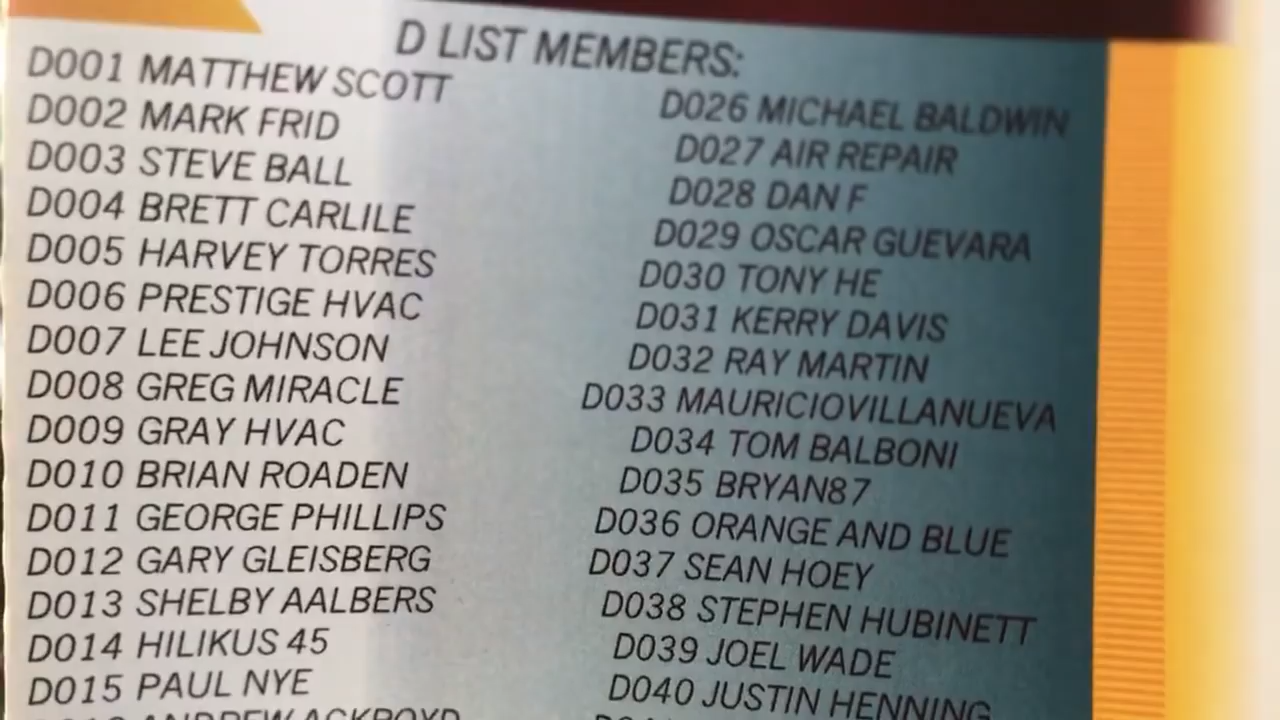 D LIST MEMBERS:
D001 MATTHEW SCOTT
D002 MARK FRID
D003 STEVE BALL
D004 BRETT CARLILE
D005 HARVEY TORRES
D006 PRESTIGE HVAC
D007 LEE JOHNSON
D008 GREG MIRACLE
D009 GRAY HVAC
D010 BRIAN ROADEN
D011 GEORGE PHILLIPS
D012 GARY GLEISBERG
D013 SHELBY AALBERS
D014 HILIKUS 45
D015 PAUL NYE
ANDREW ACKROYD
D026 MICHAEL BALDWIN
D027 AIR REPAIR
D028 DAN F
D029 OSCAR GUEVARA
D030 TONY HE
D031 KERRY DAVIS
D032 RAY MARTIN
D033 MAURICIOVILLANUEVA
D034 TOM BALBONI
D035 BRYAN87
D036 ORANGE AND BLUE
D037 SEAN HOEY
D038 STEPHEN HUBINETT
D039 JOEL WADE
D040 JUSTIN HENNING